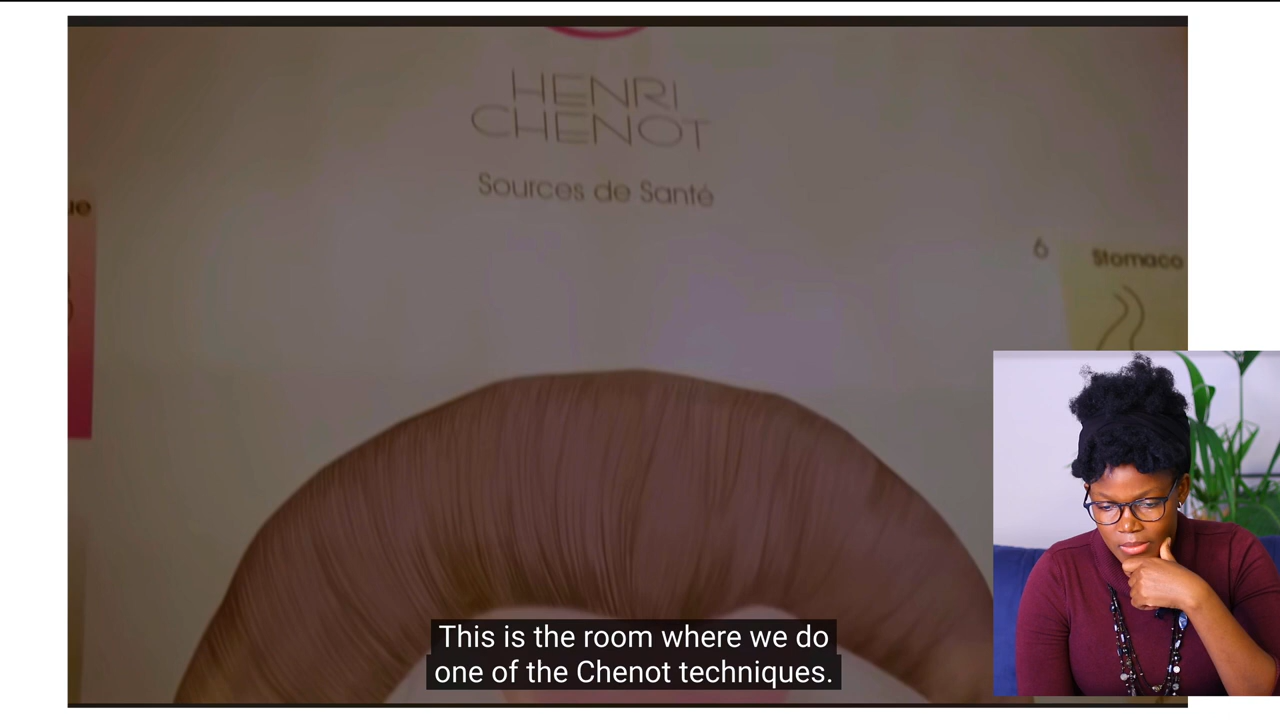 HENRI
CHENOT
Sources de Santé
ue
6
Stomaco
This is the room where we do
one of the Chenot techniques.